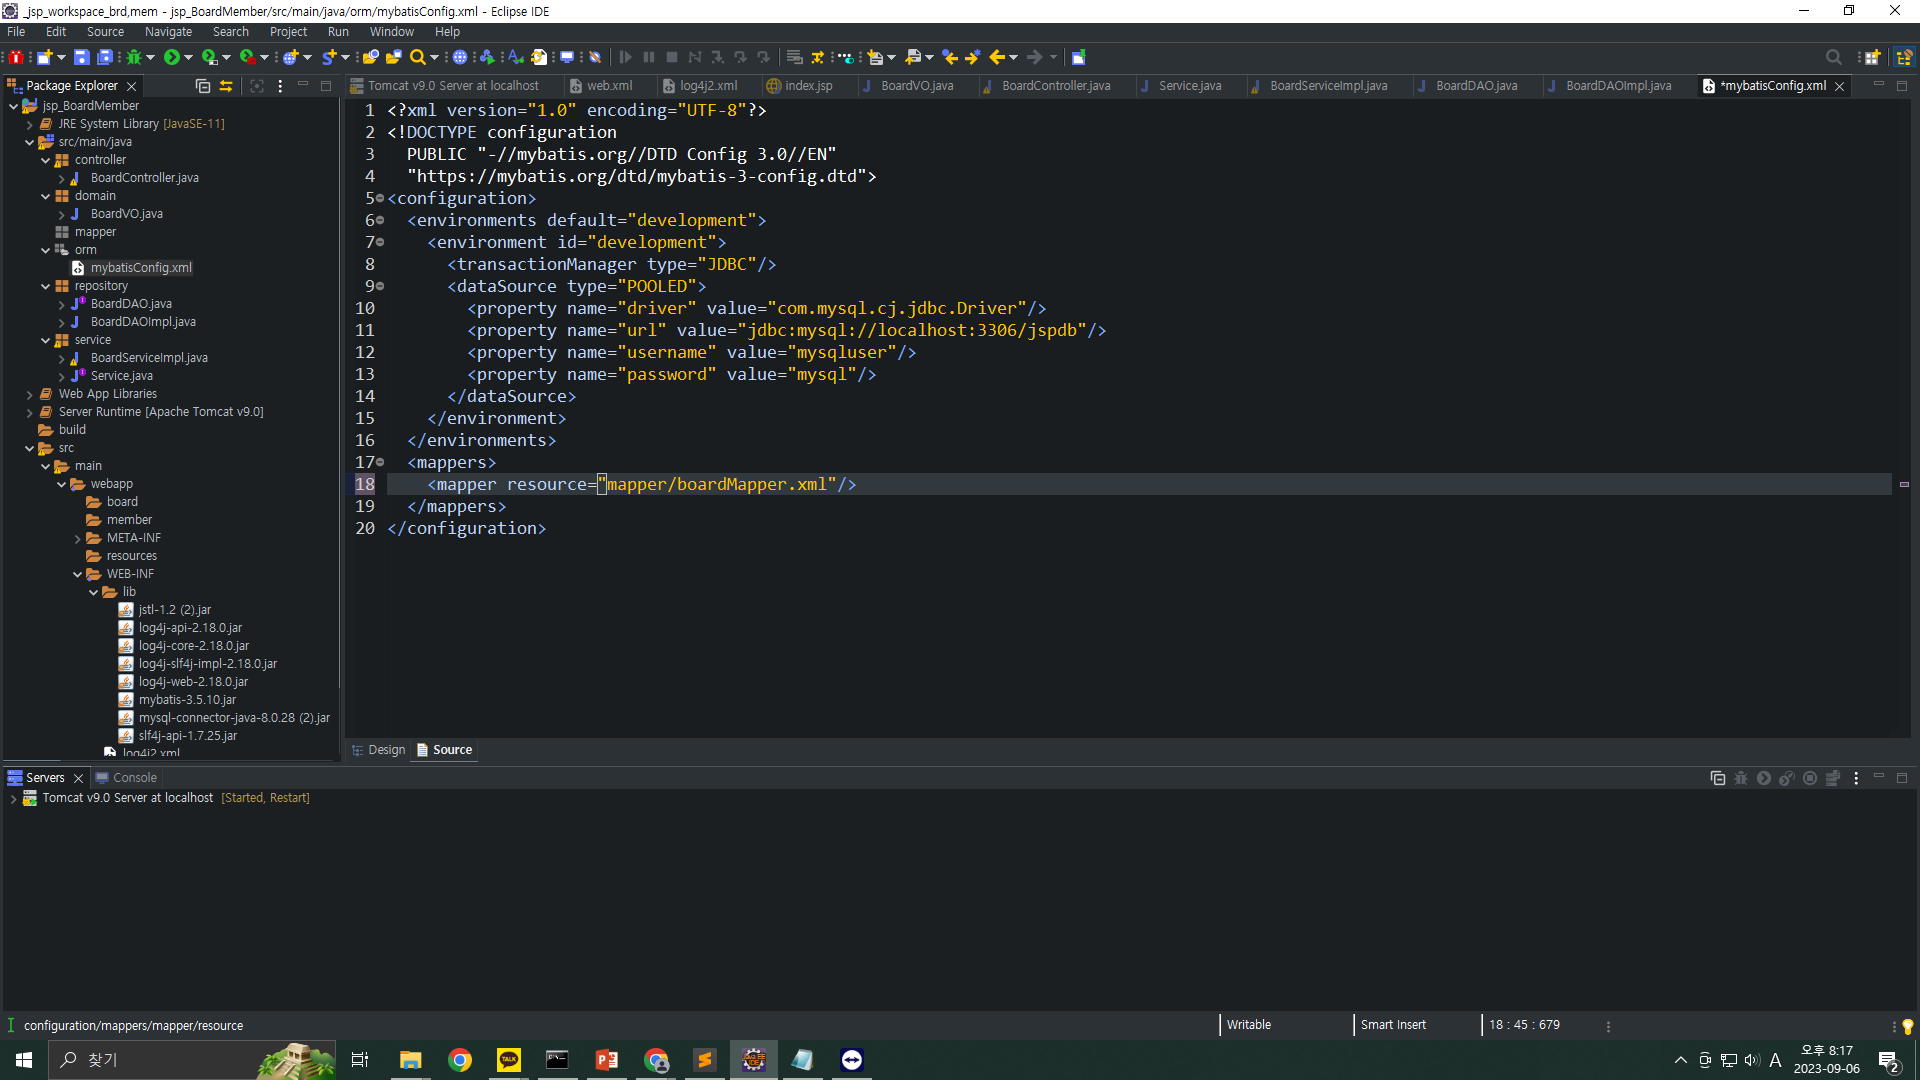 _jsp_workspace_brd,mem - jsp_BoardMember/src/main/java/orm/mybatisConfig.xml - Eclipse IDE
File Edit Source Navigate Search Project Run Window Help
Package Explorer
jsp_BoardMember
JRE System Library [JavaSE-11]
src/main/java
controller
BoardController.java
domain
BoardVO.java
mapper
orm
mybatisConfig.xml
repository
BoardDAO.java
BoardDAOImpl.java
service
BoardServiceImpl.java
Service.java
Web App Libraries
Server Runtime [Apache Tomcat v9.0]
build
src
main
webapp
board
member
META-INF
resources
WEB-INF
lib
jstl-1.2 (2).jar
log4j-api-2.18.0.jar
log4j-core-2.18.0.jar
log4j-slf4j-impl-2.18.0.jar
log4j-web-2.18.0.jar
mybatis-3.5.10.jar
mysql-connector-java-8.0.28 (2).jar
slf4j-api-1.7.25.jar
log4j2.xml
Tomcat v9.0 Server at localhost web.xml log4j2.xml index.jsp BoardVO.java BoardController.java Service.java BoardServiceImpl.java BoardDAO.java BoardDAOImpl.java *mybatisConfig.xml
1 <?xml version="1.0" encoding="UTF-8"?>
2 <!DOCTYPE configuration
3 PUBLIC "-//mybatis.org//DTD Config 3.0//EN"
4 "https://mybatis.org/dtd/mybatis-3-config.dtd">
5 <configuration>
6 <environments default="development">
7 <environment id="development">
8 <transactionManager type="JDBC"/>
9 <dataSource type="POOLED">
10 <property name="driver" value="com.mysql.cj.jdbc.Driver"/>
11 <property name="url" value="jdbc:mysql://localhost:3306/jspdb"/>
12 <property name="username" value="mysqluser"/>
13 <property name="password" value="mysql"/>
14 </dataSource>
15 </environment>
16 </environments>
17 <mappers>
18 <mapper resource="mapper/boardMapper.xml"/>
19 </mappers>
20 </configuration>
Design Source
Servers Console
Tomcat v9.0 Server at localhost [Started, Restart]
configuration/mappers/mapper/resource Writable Smart Insert 18 : 45 : 679
찾기
TALK
A
오후 8:17
2023-09-06
2